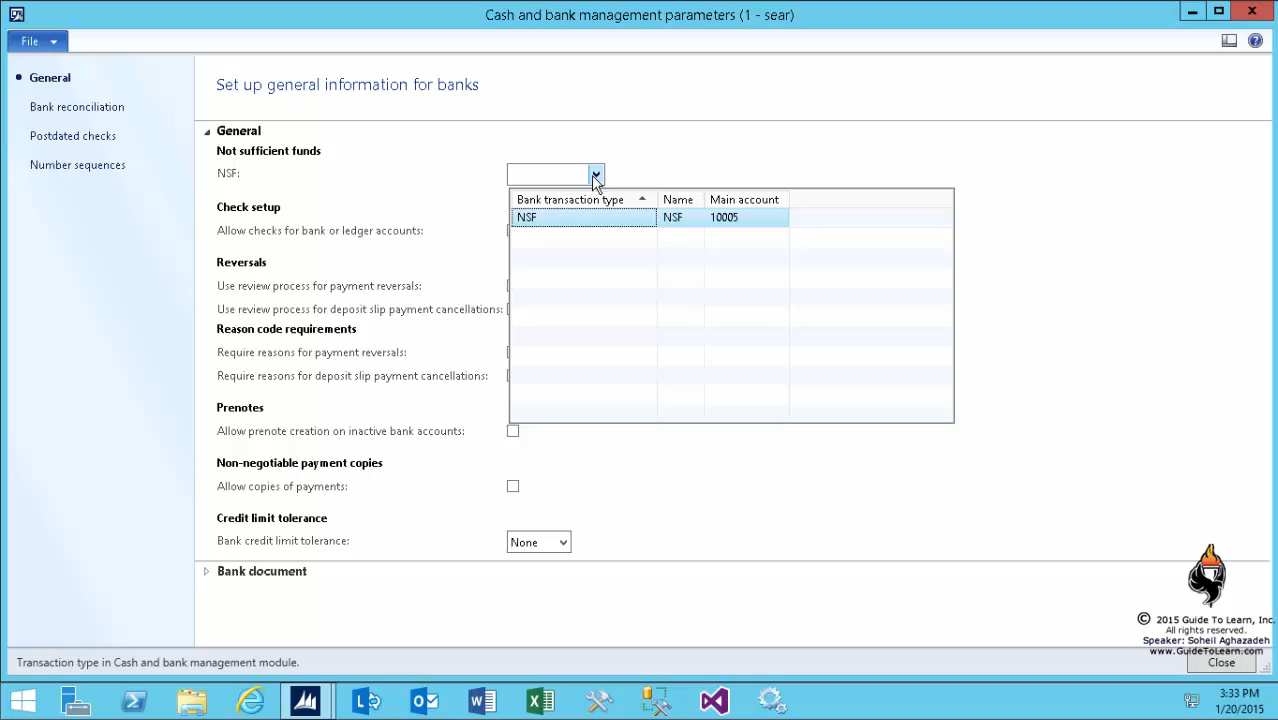 Cash and bank management parameters (1 - sear)
File
General
Bank reconciliation
Postdated checks
Number sequences
Set up general information for banks
General
Not sufficient funds
NSF:
Bank transaction type Name Main account
NSF NSF 10005
Check setup
Allow checks for bank or ledger accounts:
Reversals
Use review process for payment reversals:
Use review process for deposit slip payment cancellations:
Reason code requirements
Require reasons for payment reversals:
Require reasons for deposit slip payment cancellations:
Prenotes
Allow prenote creation on inactive bank accounts:
Non-negotiable payment copies
Allow copies of payments:
Credit limit tolerance
Bank credit limit tolerance: None
Bank document
© 2015 Guide To Learn, Inc.
All rights reserved.
Speaker: Soheil Aghazadeh
www.GuideToLearn.com
Transaction type in Cash and bank management module.
Close
3:33 PM
1/20/2015